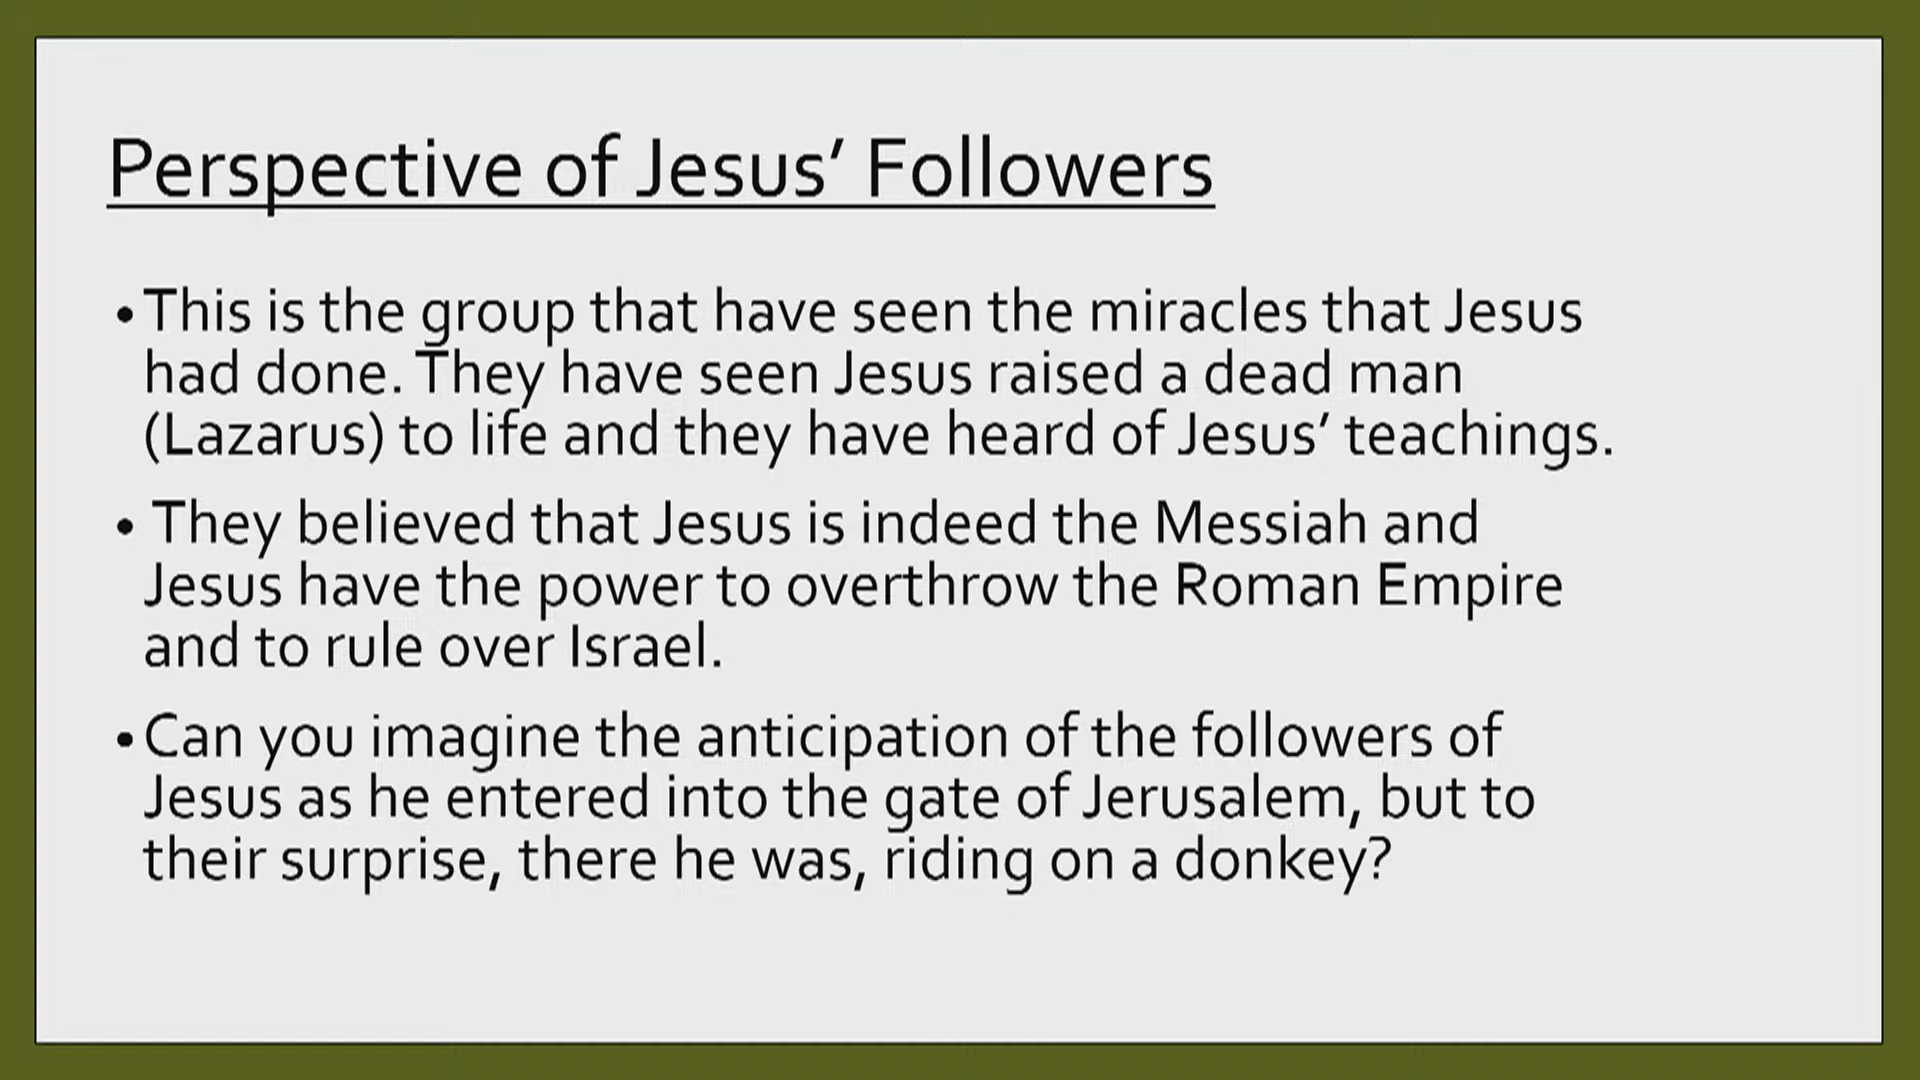 Perspective of Jesus’ Followers
• This is the group that have seen the miracles that Jesus
had done. They have seen Jesus raised a dead man
(Lazarus) to life and they have heard of Jesus’ teachings.
• They believed that Jesus is indeed the Messiah and
Jesus have the power to overthrow the Roman Empire
and to rule over Israel.
• Can you imagine the anticipation of the followers of
Jesus as he entered into the gate of Jerusalem, but to
their surprise, there he was, riding on a donkey?